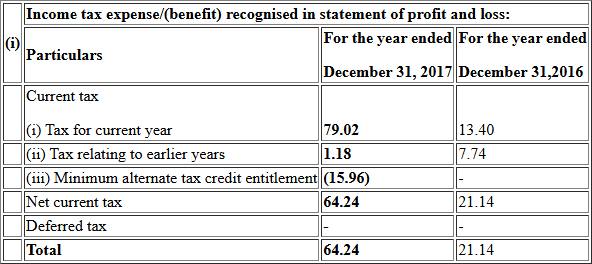 (i) Income tax expense/(benefit) recognised in statement of profit and loss:
Particulars For the year ended December 31, 2017 For the year ended December 31,2016
Current tax
(i) Tax for current year 79.02 13.40
(ii) Tax relating to earlier years 1.18 7.74
(iii) Minimum alternate tax credit entitlement (15.96) -
Net current tax 64.24 21.14
Deferred tax - -
Total 64.24 21.14